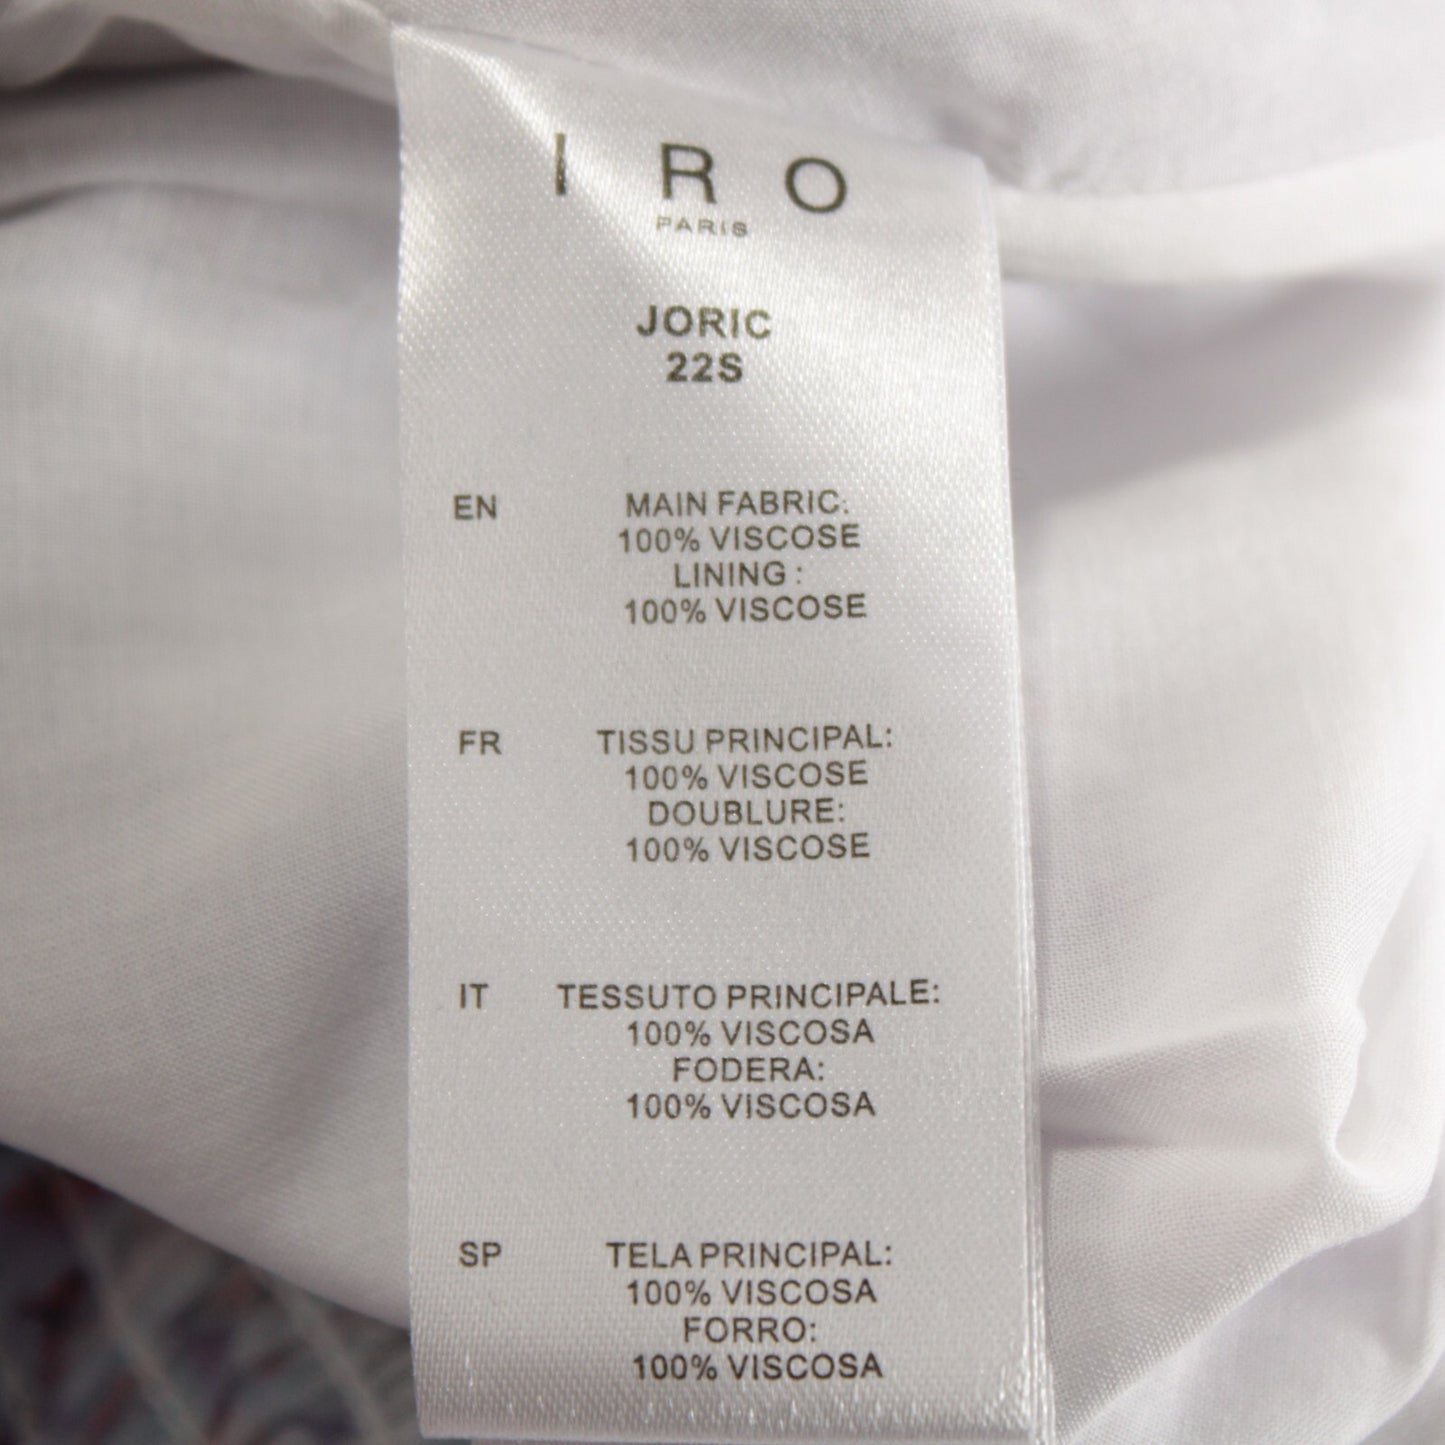 IRO
PARIS
JORIC
22S
EN MAIN FABRIC:
100% VISCOSE
LINING :
100% VISCOSE
FR TISSU PRINCIPAL:
100% VISCOSE
DOUBLURE:
100% VISCOSE
IT TESSUTO PRINCIPALE:
100% VISCOSA
FODERA:
100% VISCOSA
SP TELA PRINCIPAL:
100% VISCOSA
FORRO:
100% VISCOSA